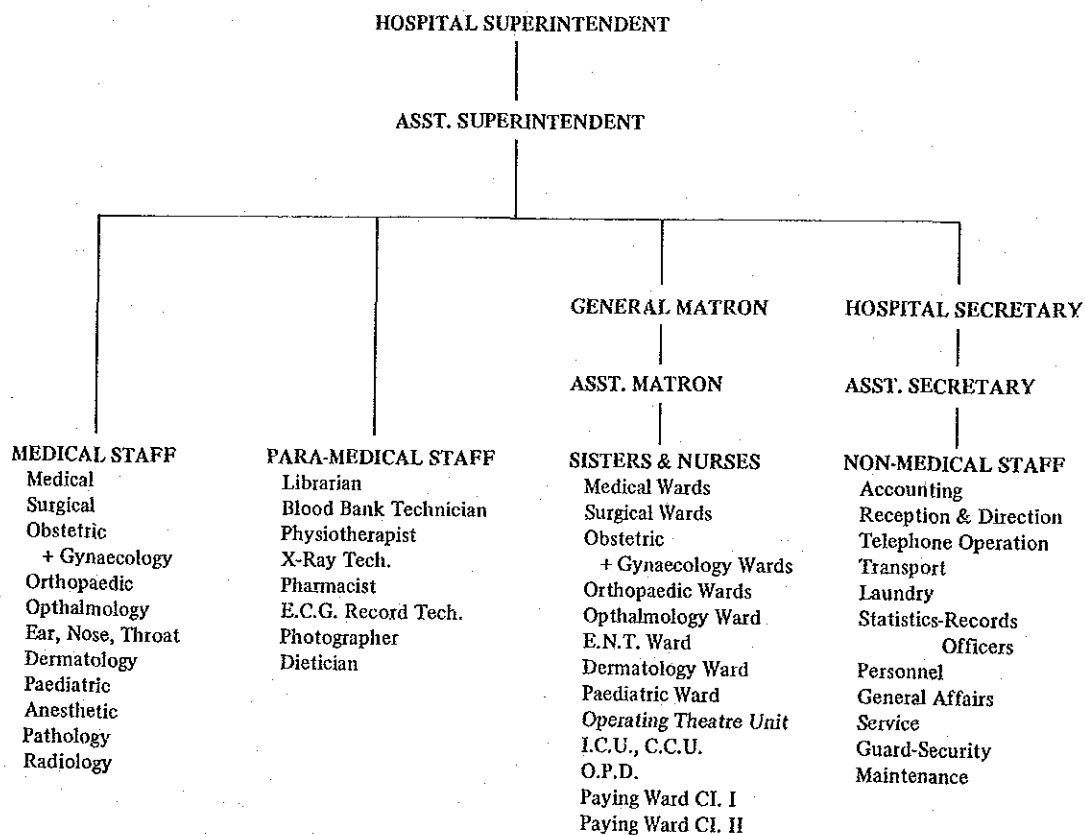 HOSPITAL SUPERINTENDENT
ASST. SUPERINTENDENT
GENERAL MATRON
HOSPITAL SECRETARY
ASST. MATRON
ASST. SECRETARY
MEDICAL STAFF
Medical
Surgical
Obstetric
+ Gynaecology
Orthopaedic
Opthalmology
Ear, Nose, Throat
Dermatology
Paediatric
Anesthetic
Pathology
Radiology
PARA-MEDICAL STAFF
Librarian
Blood Bank Technician
Physiotherapist
X-Ray Tech.
Pharmacist
E.C.G. Record Tech.
Photographer
Dietician
SISTERS & NURSES
Medical Wards
Surgical Wards
Obstetric
+ Gynaecology Wards
Orthopaedic Wards
Opthalmology Ward
E.N.T. Ward
Dermatology Ward
Paediatric Ward
Operating Theatre Unit
I.C.U., C.C.U.
O.P.D.
Paying Ward CI. I
Paying Ward CI. II
NON-MEDICAL STAFF
Accounting
Reception & Direction
Telephone Operation
Transport
Laundry
Statistics-Records
Officers
Personnel
General Affairs
Service
Guard-Security
Maintenance